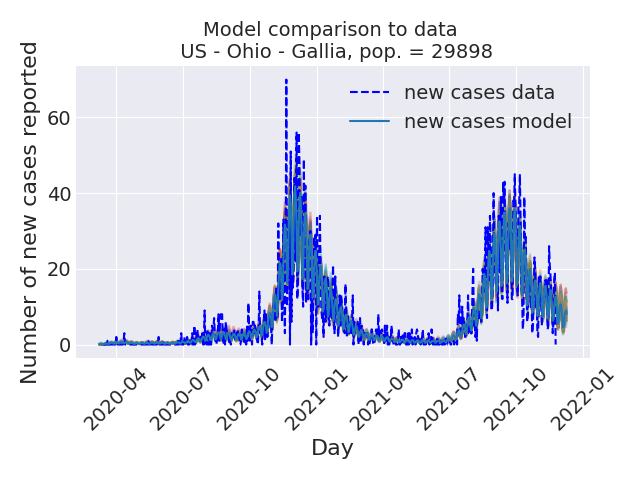 Model comparison to data
US - Ohio - Gallia, pop. = 29898
new cases data
new cases model
Number of new cases reported
60
40
20
0
2020-04
2020-07
2020-10
2021-01
2021-04
2021-07
2021-10
2022-01
Day